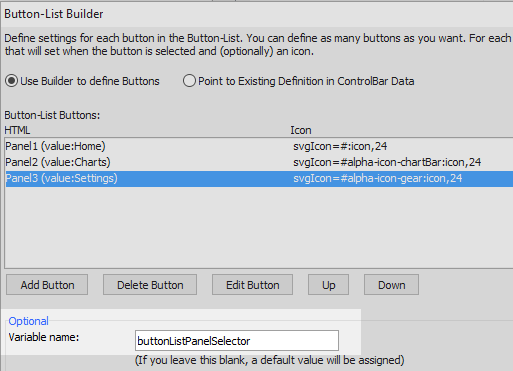 Button-List Builder
Define settings for each button in the Button-List. You can define as many buttons as you want. For each
that will set when the button is selected and (optionally) an icon.
Use Builder to define Buttons Point to Existing Definition in ControlBar Data
Button-List Buttons:
HTML Icon
Panel1 (value:Home) svgIcon=#:icon,24
Panel2 (value:Charts) svgIcon=#alpha-icon-chartBar:icon,24
Panel3 (value:Settings) svgIcon=#alpha-icon-gear:icon,24
Add Button Delete Button Edit Button Up Down
Optional
Variable name: buttonListPanelSelector
(If you leave this blank, a default value will be assigned)